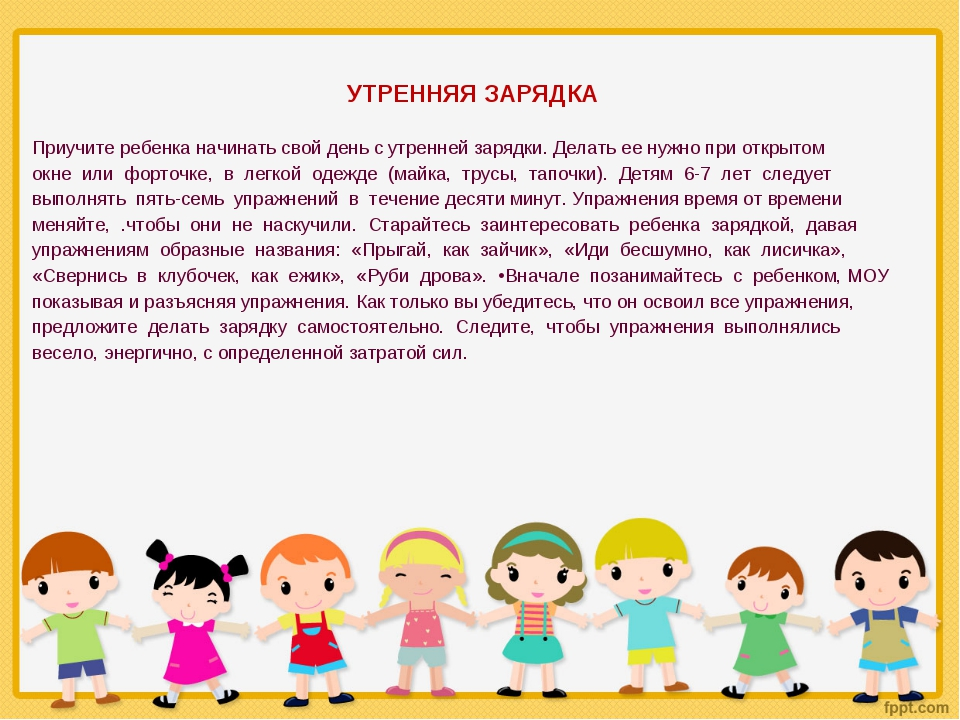 УТРЕННЯЯ ЗАРЯДКА
Приучите ребенка начинать свой день с утренней зарядки. Делать ее нужно при открытом
окне или форточке, в легкой одежде (майка, трусы, тапочки). Детям 6-7 лет следует
выполнять пять-семь упражнений в течение десяти минут. Упражнения время от времени
меняйте, .чтобы они не наскучили. Старайтесь заинтересовать ребенка зарядкой, давая
упражнениям образные названия: «Прыгай, как зайчик», «Иди бесшумно, как лисичка»,
«Свернись в клубочек, как ежик», «Руби дрова». •Вначале позанимайтесь с ребенком, МОУ
показывая и разъясняя упражнения. Как только вы убедитесь, что он освоил все упражнения,
предложите делать зарядку самостоятельно. Следите, чтобы упражнения выполнялись
весело, энергично, с определенной затратой сил.
fppt.com